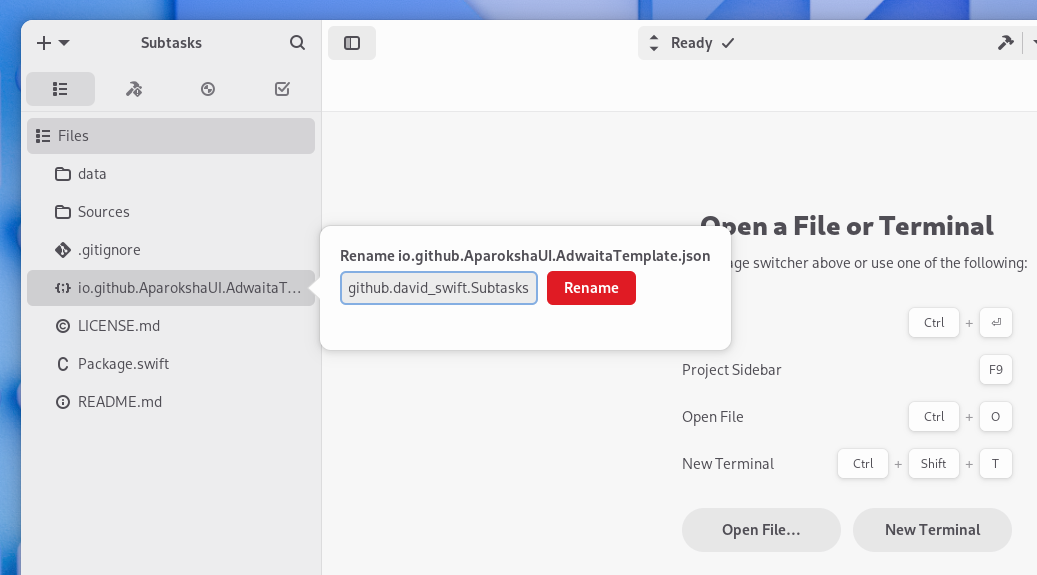 Subtasks
Ready
Files
data
Sources
.gitignore
io.github.AparokshaUI.AdwaitaT...
LICENSE.md
Package.swift
README.md
Rename io.github.AparokshaUI.AdwaitaTemplate.json
github.david_swift.Subtasks
Rename
Open a File or Terminal
switcher above or use one of the following:
Ctrl + ⏎
Project Sidebar F9
Open File Ctrl + O
New Terminal Ctrl + Shift + T
Open File...
New Terminal